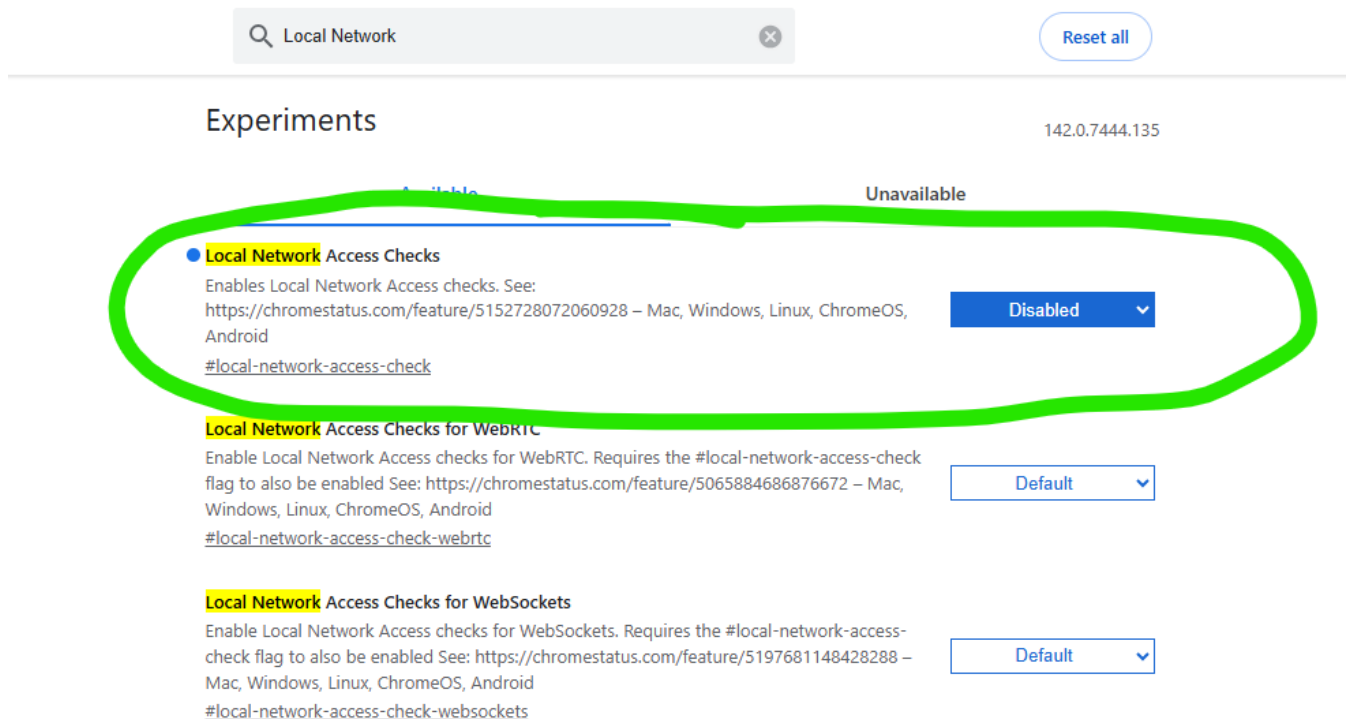 Local Network
Reset all
Experiments
142.0.7444.135
Available
Unavailable
Local Network Access Checks
Enables Local Network Access checks. See:
https://chromestatus.com/feature/5152728072060928 – Mac, Windows, Linux, ChromeOS,
Android
#local-network-access-check
Disabled
Local Network Access Checks for WebRTC
Enable Local Network Access checks for WebRTC. Requires the #local-network-access-check
flag to also be enabled See: https://chromestatus.com/feature/5065884686876672 – Mac,
Windows, Linux, ChromeOS, Android
#local-network-access-check-webrtc
Default
Local Network Access Checks for WebSockets
Enable Local Network Access checks for WebSockets. Requires the #local-network-access-
check flag to also be enabled See: https://chromestatus.com/feature/5197681148428288 –
Mac, Windows, Linux, ChromeOS, Android
#local-network-access-check-websockets
Default